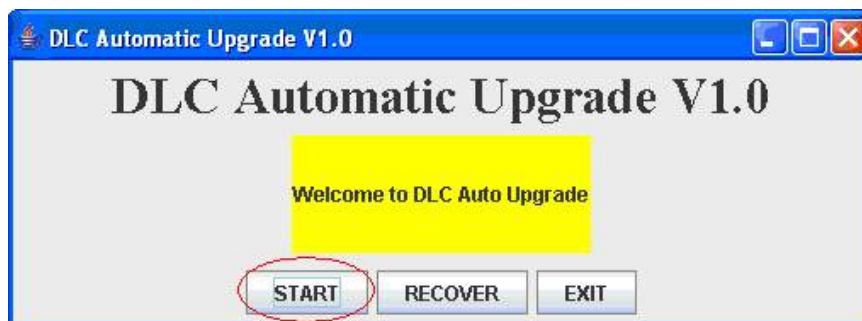 DLC Automatic Upgrade V1.0
DLC Automatic Upgrade V1.0
Welcome to DLC Auto Upgrade
START RECOVER EXIT